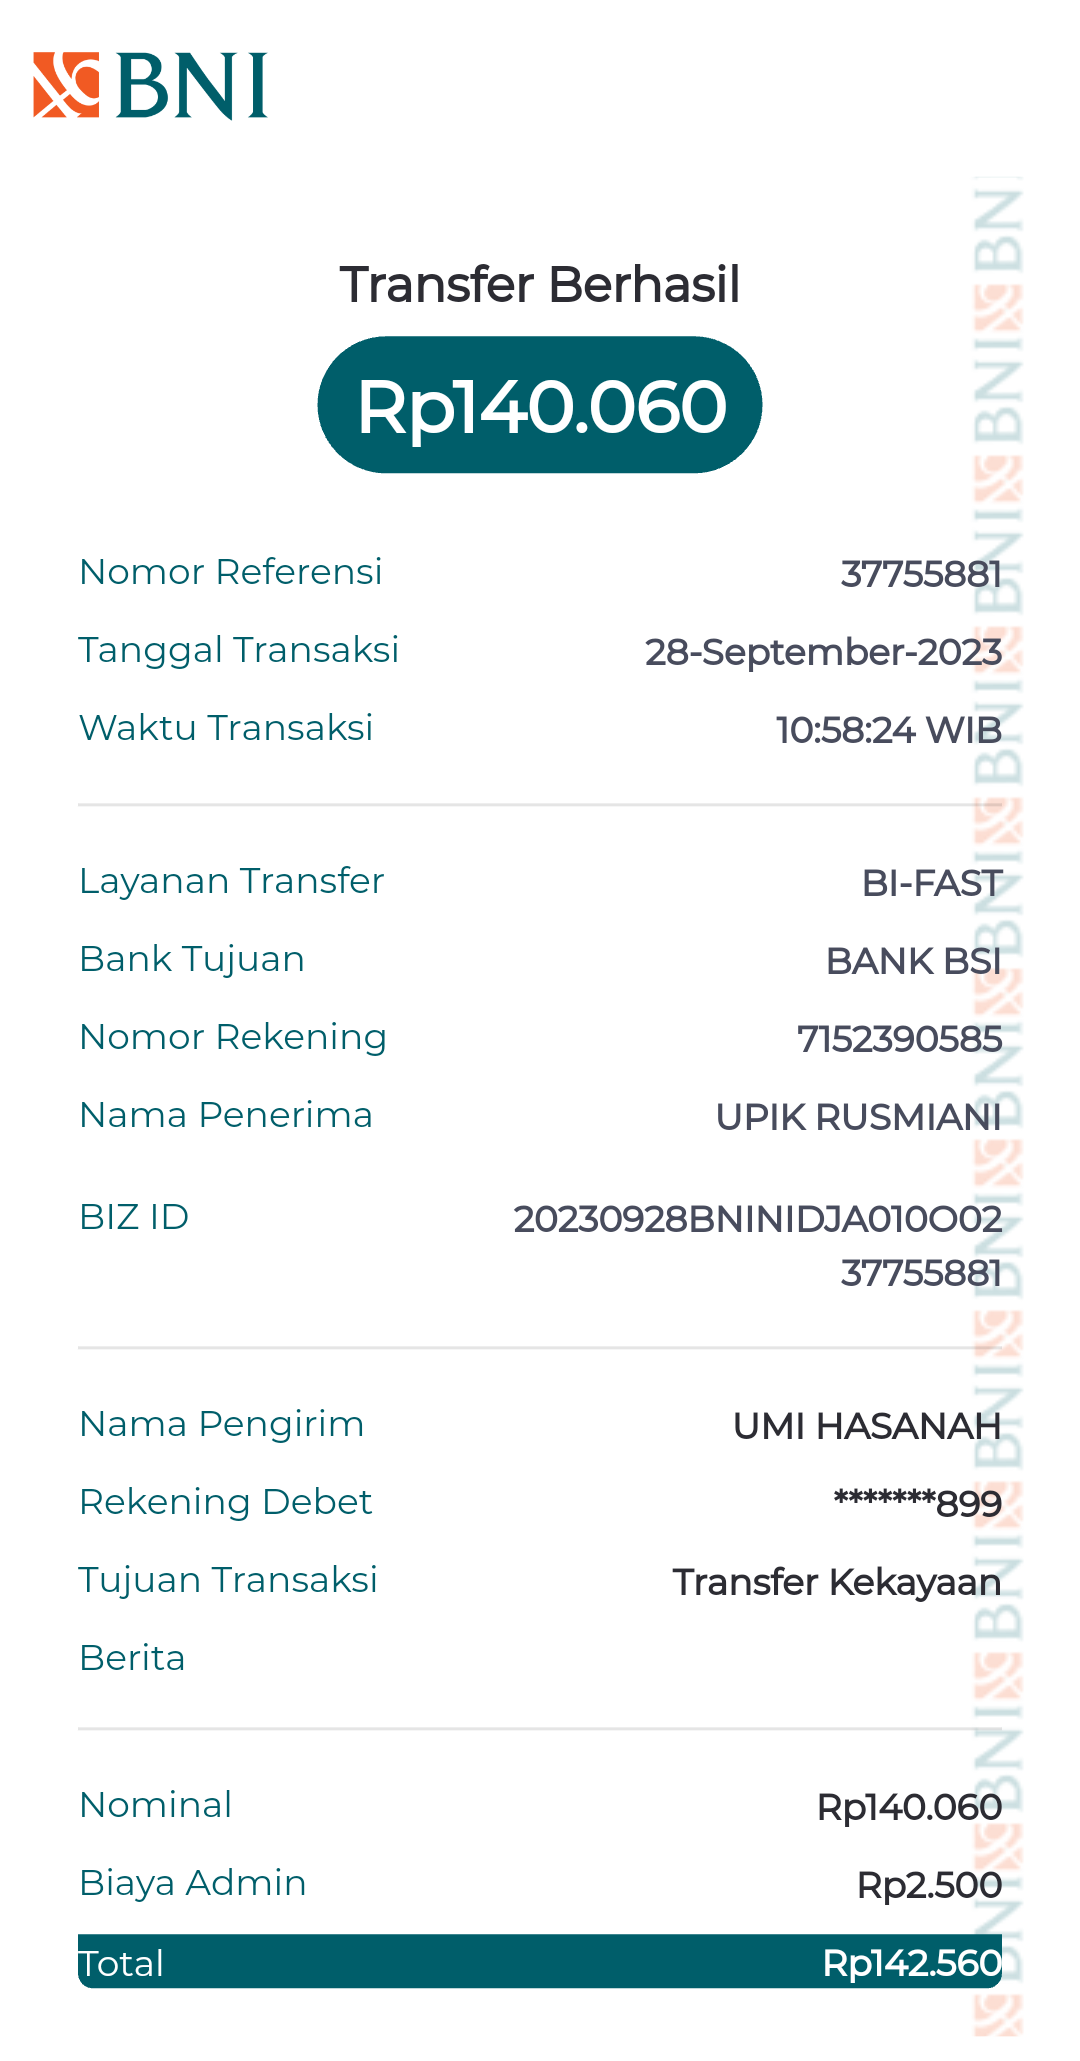 BNI
Transfer Berhasil
Rp140.060
Nomor Referensi 37755881
Tanggal Transaksi 28-September-2023
Waktu Transaksi 10:58:24 WIB
Layanan Transfer BI-FAST
Bank Tujuan BANK BSI
Nomor Rekening 7152390585
Nama Penerima UPIK RUSMIANI
BIZ ID 20230928BNINIDJA010O02
37755881
Nama Pengirim UMI HASANAH
Rekening Debet *******899
Tujuan Transaksi Transfer Kekayaan
Berita
Nominal Rp140.060
Biaya Admin Rp2.500
Total Rp142.560
BNI BNI BNI BNI BNI BNI BNI BNI BNI BNI BNI